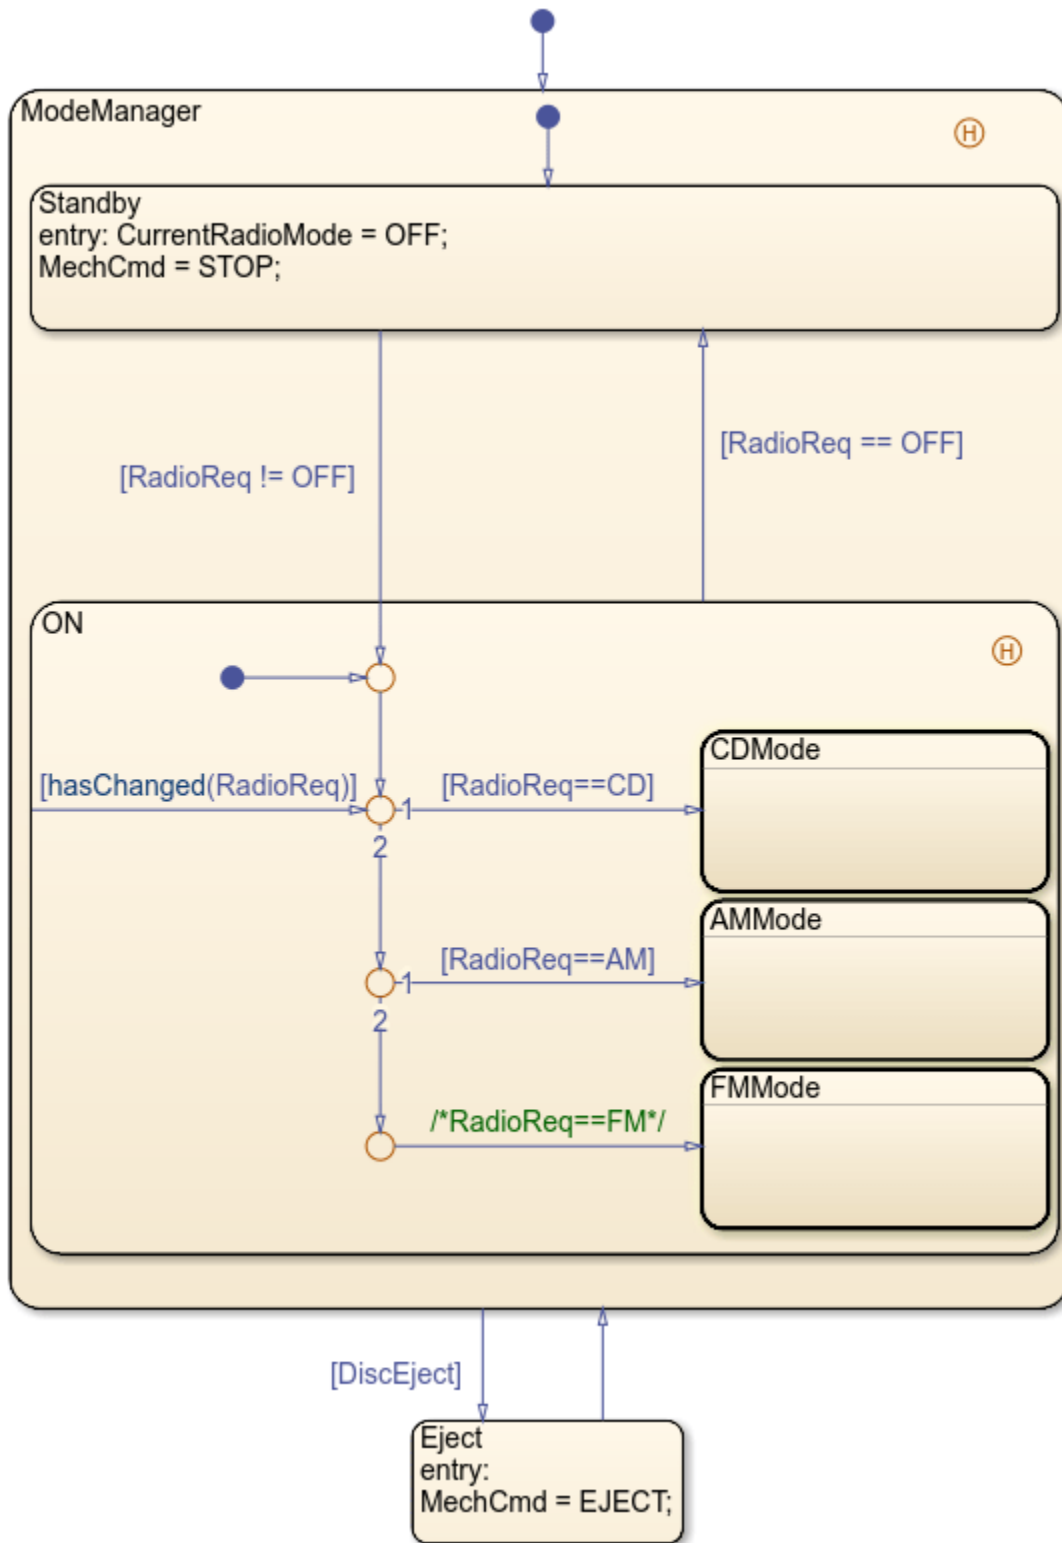 ModeManager
H
Standby
entry: CurrentRadioMode = OFF;
MechCmd = STOP;
[RadioReq != OFF]
[RadioReq == OFF]
ON
H
[hasChanged(RadioReq)]
1
[RadioReq==CD]
CDMode
2
1
[RadioReq==AM]
AMMode
2
/*RadioReq==FM*/
FMMode
[DiscEject]
Eject
entry:
MechCmd = EJECT;